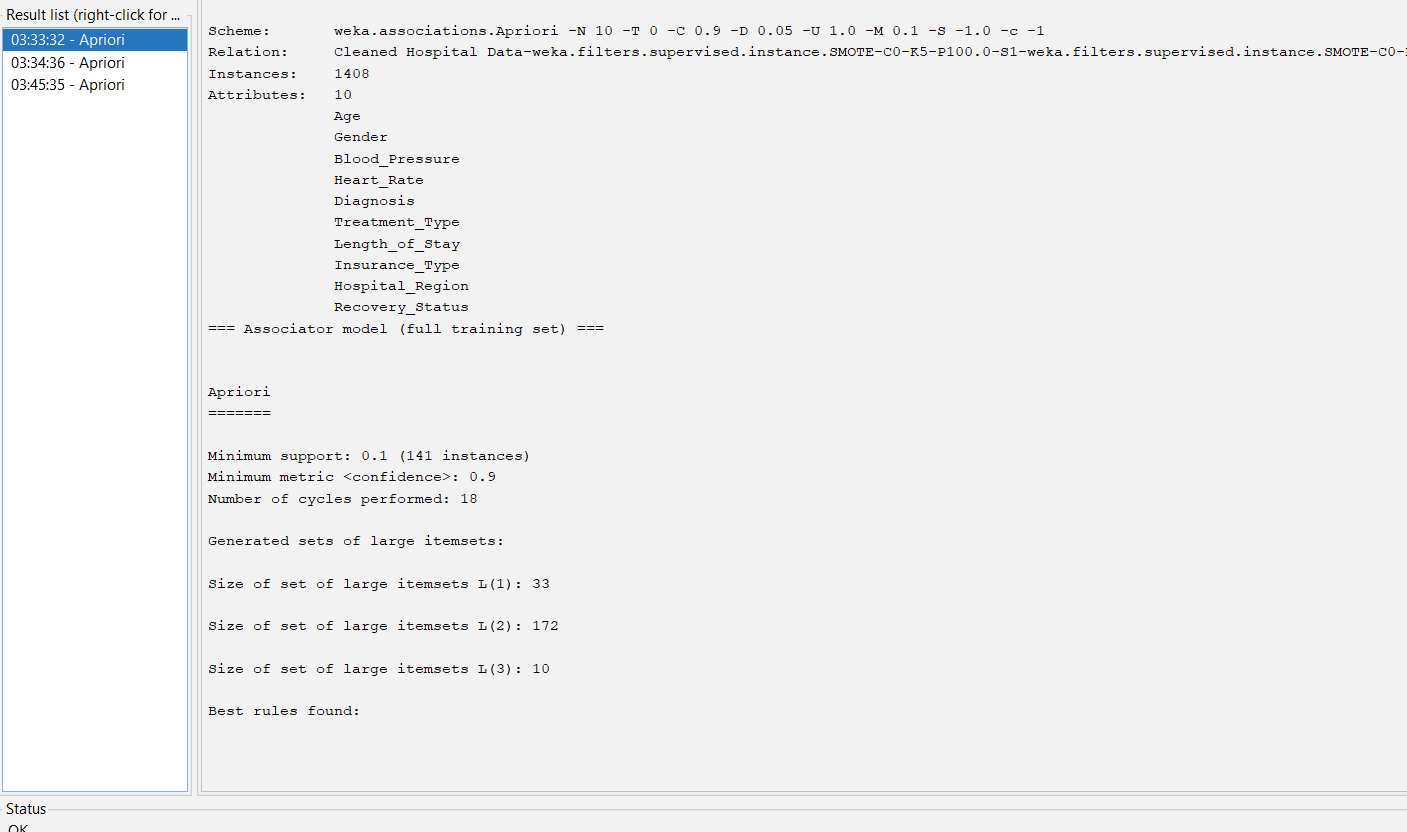 Result list (right-click for ...
03:33:32 - Apriori
03:34:36 - Apriori
03:45:35 - Apriori
Scheme: weka.associations.Apriori -N 10 -T 0 -C 0.9 -D 0.05 -U 1.0 -M 0.1 -S -1.0 -c -1
Relation: Cleaned Hospital Data-weka.filters.supervised.instance.SMOTE-C0-K5-P100.0-S1-weka.filters.supervised.instance.SMOTE-C0-
Instances: 1408
Attributes: 10
Age
Gender
Blood_Pressure
Heart_Rate
Diagnosis
Treatment_Type
Length_of_Stay
Insurance_Type
Hospital_Region
Recovery_Status
=== Associator model (full training set) ===
Apriori
=======
Minimum support: 0.1 (141 instances)
Minimum metric <confidence>: 0.9
Number of cycles performed: 18
Generated sets of large itemsets:
Size of set of large itemsets L(1): 33
Size of set of large itemsets L(2): 172
Size of set of large itemsets L(3): 10
Best rules found:
Status
OK